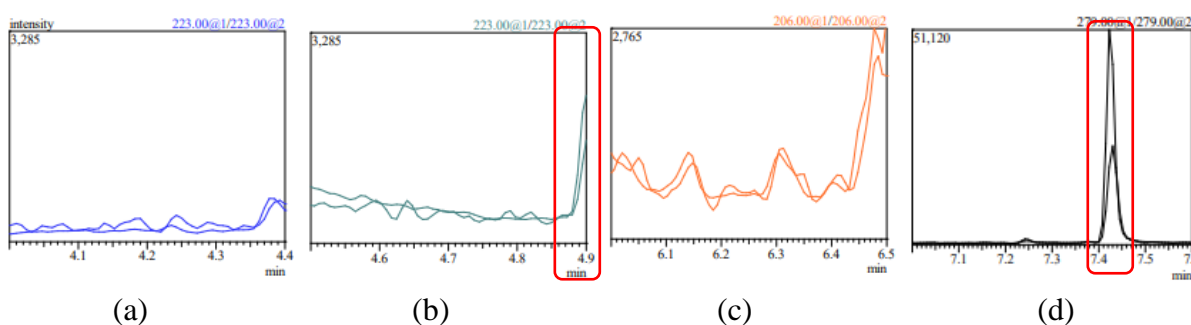 intensity 223.00@1/223.00@2
3,285
4.1 4.2 4.3 4.4
min
(a)
223.00@1/223.00@2
3,285
4.6 4.7 4.8 4.9
min
(b)
206.00@1/206.00@2
2,765
6.1 6.2 6.3 6.4 6.5
min
(c)
279.00@1/279.00@2
51,120
7.1 7.2 7.3 7.4 7.5
min
(d)